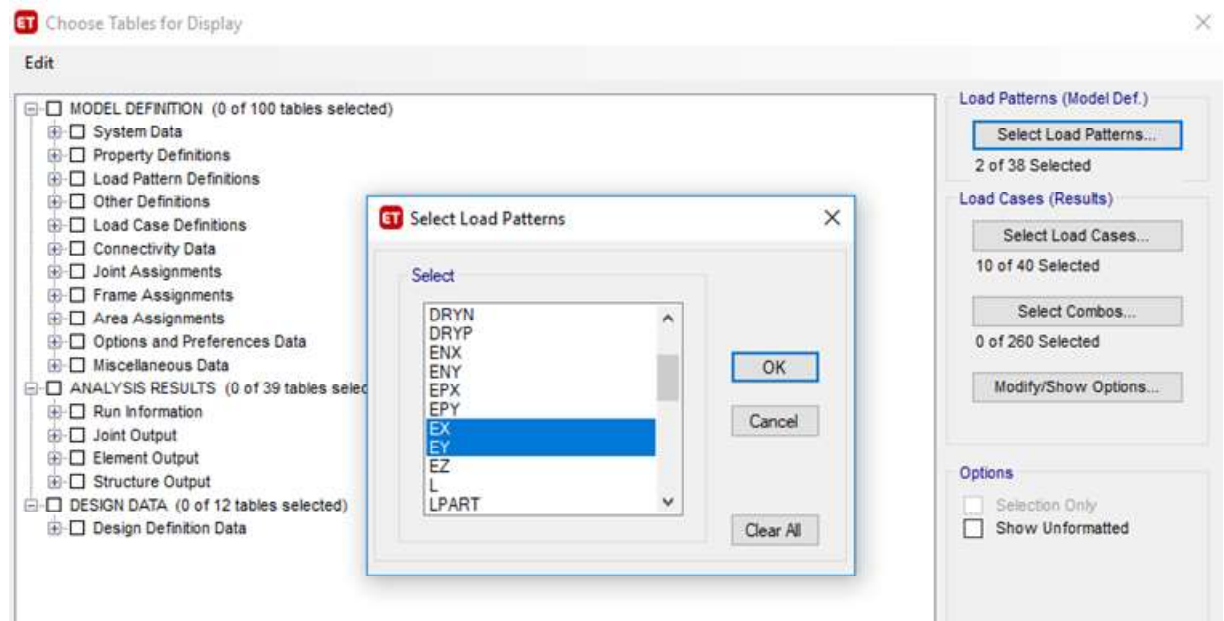 ET Choose Tables for Display
Edit
MODEL DEFINITION (0 of 100 tables selected)
System Data
Property Definitions
Load Pattern Definitions
Other Definitions
Load Case Definitions
Connectivity Data
Joint Assignments
Frame Assignments
Area Assignments
Options and Preferences Data
Miscellaneous Data
ANALYSIS RESULTS (0 of 39 tables selec
Run Information
Joint Output
Element Output
Structure Output
DESIGN DATA (0 of 12 tables selected)
Design Definition Data
ET Select Load Patterns
Select
DRYN
DRYP
ENX
ENY
EPX
EPY
EX
EY
EZ
L
LPART
OK
Cancel
Clear All
Load Patterns (Model Def.)
Select Load Patterns...
2 of 38 Selected
Load Cases (Results)
Select Load Cases...
10 of 40 Selected
Select Combos...
0 of 260 Selected
Modify/Show Options...
Options
Selection Only
Show Unformatted